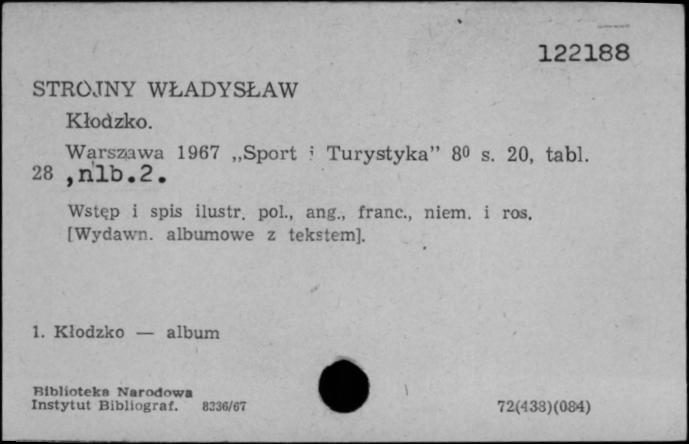 122188
STROJNY WŁADYSŁAW
Kłodzko.
Warszawa 1967 „Sport i Turystyka” 8⁰ s. 20, tabl.
28 ,nlb.2.
Wstęp i spis ilustr. pol., ang., franc., niem. i ros.
[Wydawn. albumowe z tekstem].
1. Kłodzko — album
Biblioteka Narodowa
Instytut Bibliograf. 8336/67
72(438)(084)